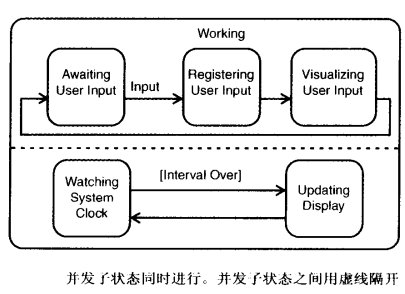 Working
Awaiting
User Input
Input
Registering
User Input
Visualizing
User Input
Watching
System
Clock
[Interval Over]
Updating
Display
并发子状态同时进行。并发子状态之间用虚线隔开